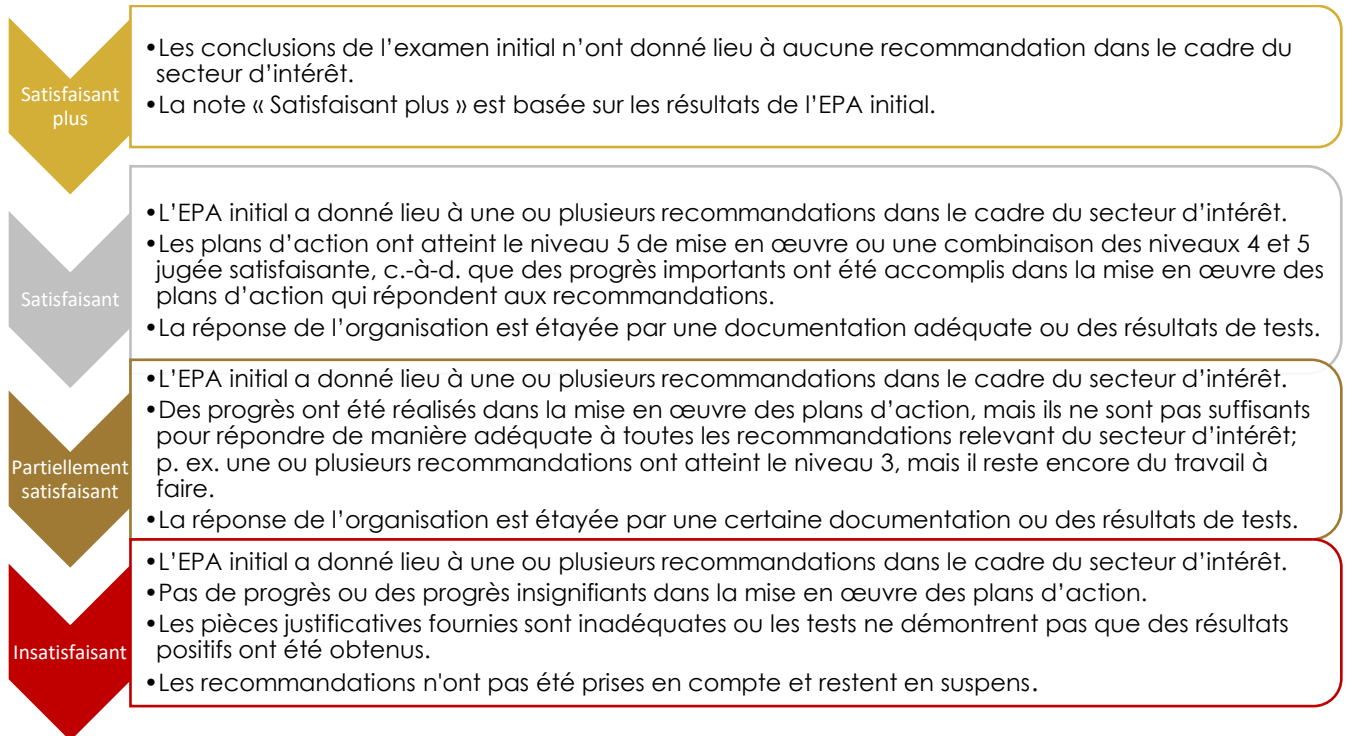 Satisfaisant
plus
•Les conclusions de l’examen initial n’ont donné lieu à aucune recommandation dans le cadre du
secteur d’intérêt.
•La note « Satisfaisant plus » est basée sur les résultats de l’EPA initial.
Satisfaisant
•L’EPA initial a donné lieu à une ou plusieurs recommandations dans le cadre du secteur d’intérêt.
•Les plans d’action ont atteint le niveau 5 de mise en œuvre ou une combinaison des niveaux 4 et 5
jugée satisfaisante, c.-à-d. que des progrès importants ont été accomplis dans la mise en œuvre des
plans d’action qui répondent aux recommandations.
•La réponse de l’organisation est étayée par une documentation adéquate ou des résultats de tests.
Partiellement
satisfaisant
•L’EPA initial a donné lieu à une ou plusieurs recommandations dans le cadre du secteur d’intérêt.
•Des progrès ont été réalisés dans la mise en œuvre des plans d’action, mais ils ne sont pas suffisants
pour répondre de manière adéquate à toutes les recommandations relevant du secteur d’intérêt;
p. ex. une ou plusieurs recommandations ont atteint le niveau 3, mais il reste encore du travail à
faire.
•La réponse de l’organisation est étayée par une certaine documentation ou des résultats de tests.
Insatisfaisant
•L’EPA initial a donné lieu à une ou plusieurs recommandations dans le cadre du secteur d’intérêt.
•Pas de progrès ou des progrès insignifiants dans la mise en œuvre des plans d’action.
•Les pièces justificatives fournies sont inadéquates ou les tests ne démontrent pas que des résultats
positifs ont été obtenus.
•Les recommandations n'ont pas été prises en compte et restent en suspens.